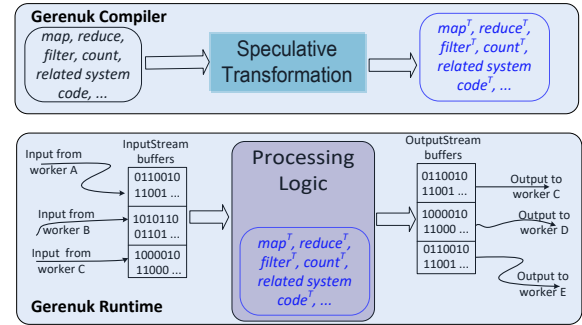 Gerenuk Compiler
map, reduce,
filter, count,
related system
code, ...
Speculative
Transformation
mapᵀ, reduceᵀ,
filterᵀ, countᵀ,
related system
codeᵀ, ...
Input from
worker A
InputStream
buffers
0110010
11001 ...
Input from
worker B
1010110
01101 ...
Input from
worker C
1000010
11000 ...
Processing
Logic
mapᵀ, reduceᵀ,
filterᵀ, countᵀ,
related system
codeᵀ, ...
OutputStream
buffers
0110010
11001 ...
Output to
worker C
1000010
11000 ...
Output to
worker D
0110010
11001 ...
Output to
worker E
Gerenuk Runtime